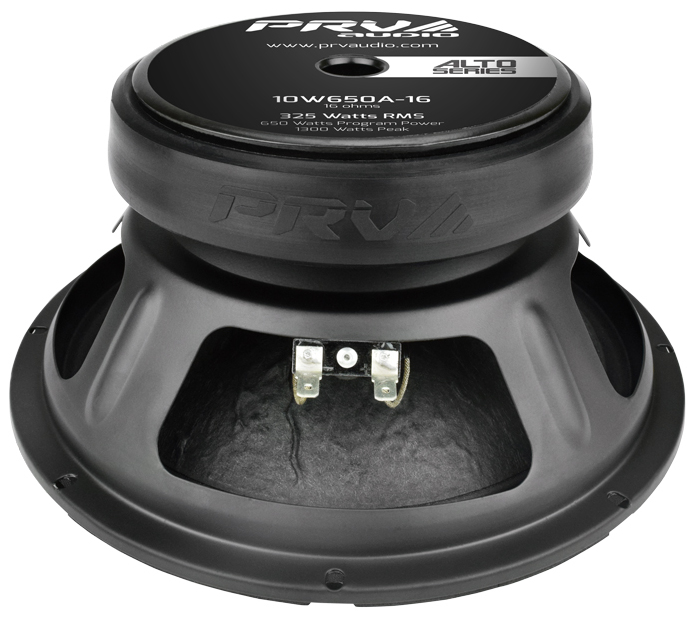 PRV
AUDIO
www.prvaudio.com
ALTO
SERIES
10W650A-16
16 ohms
325 Watts RMS
650 Watts Program Power
1300 Watts Peak
PRV